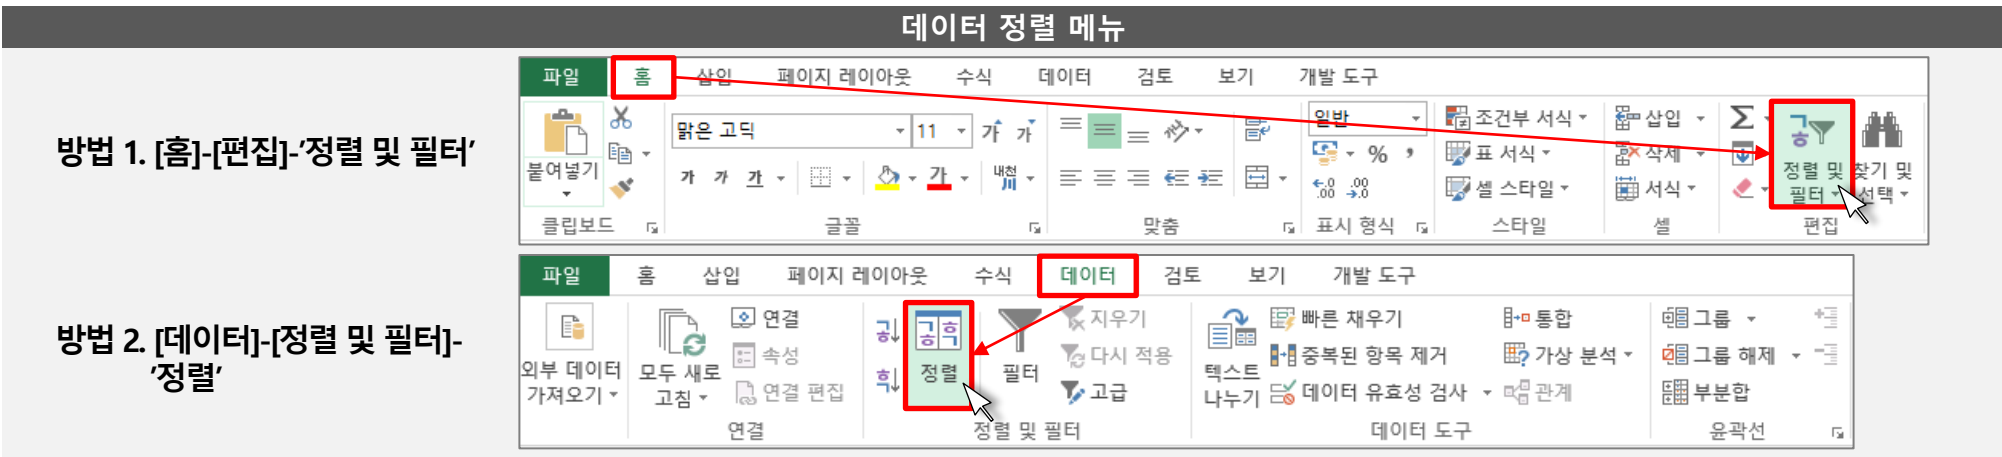 데이터 정렬 메뉴
방법 1. [홈]-[편집]-'정렬 및 필터'
파일 홈 삽입 페이지 레이아웃 수식 데이터 검토 보기 개발 도구
맑은 고딕 11 가 가 일반 조건부 서식 삽입
% , 표 서식 삭제
붙여넣기 가 가 가 가 내천 셀 스타일 서식 정렬 및 필터 찾기 및 선택
클립보드 글꼴 맞춤 표시 형식 스타일 셀 편집
방법 2. [데이터]-[정렬 및 필터]-
'정렬'
파일 홈 삽입 페이지 레이아웃 수식 데이터 검토 보기 개발 도구
연결 지우기 빠른 채우기 통합 그룹
속성 다시 적용 중복된 항목 제거 가상 분석 그룹 해제
외부 데이터 모두 새로 정렬 필터 텍스트
가져오기 고침 연결 편집 고급 나누기 데이터 유효성 검사 관계 부분합
연결 정렬 및 필터 데이터 도구 윤곽선